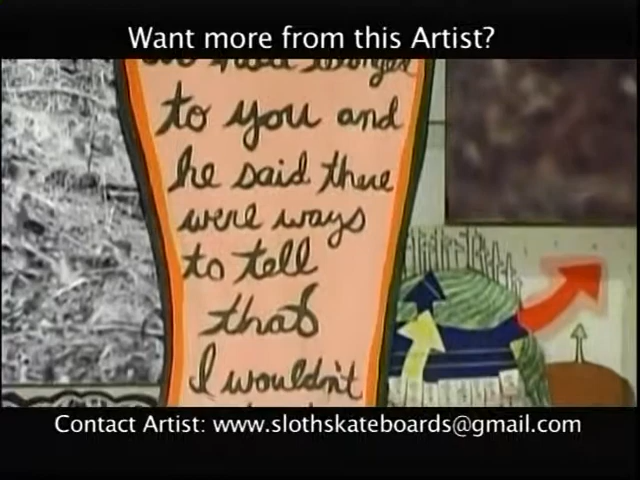 Want more from this Artist?
to you and
he said there
were ways
to tell
that
I wouldn't
Contact Artist: www.slothskateboards@gmail.com